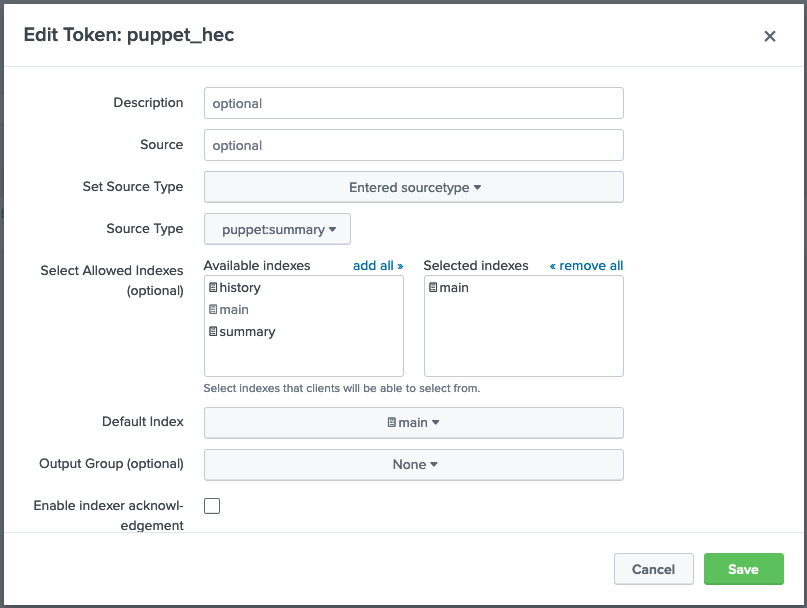 Edit Token: puppet_hec
Description
optional
Source
optional
Set Source Type
Entered sourcetype
Source Type
puppet:summary
Select Allowed Indexes
(optional)
Available indexes
add all »
history
main
summary
Selected indexes
« remove all
main
Select indexes that clients will be able to select from.
Default Index
main
Output Group (optional)
None
Enable indexer acknowl-
edgement
Cancel
Save